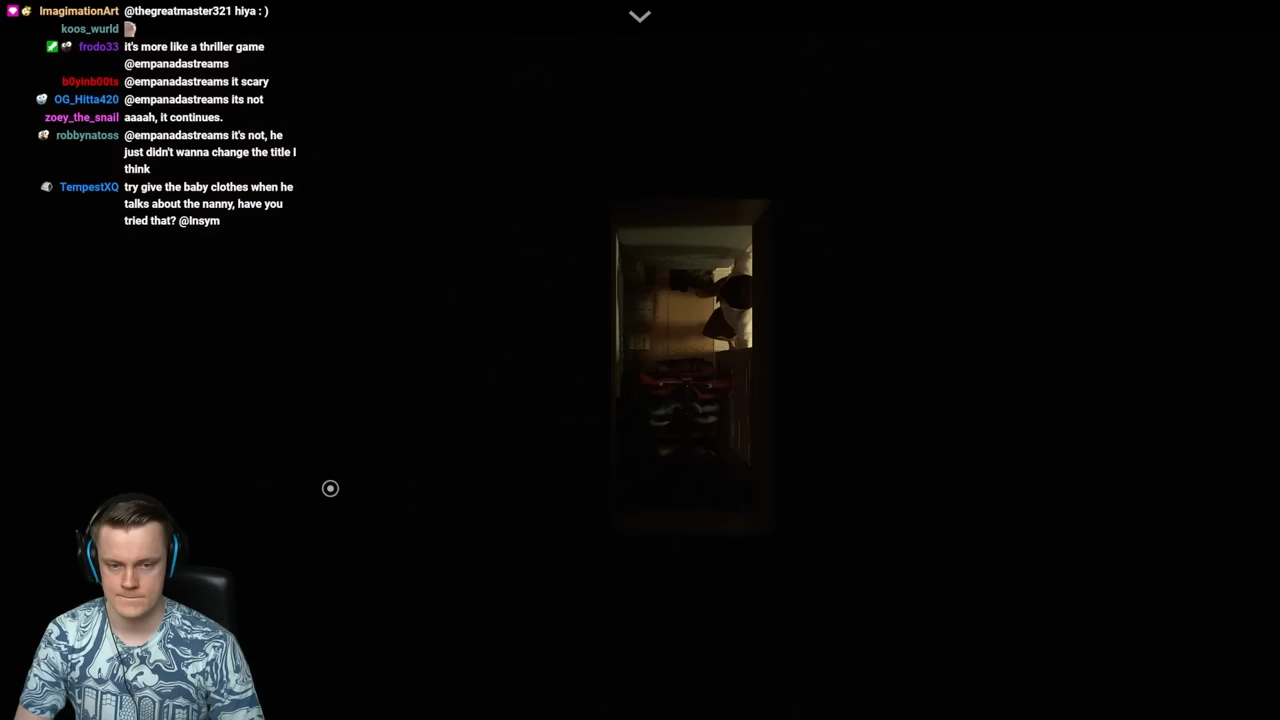 ImagimationArt @thegreatmaster321 hiya : )
koos_wurld
frodo33 it's more like a thriller game
@empanadastreams
b0yinb00ts @empanadastreams it scary
OG_Hitta420 @empanadastreams its not
zoey_the_snail aaaah, it continues.
robbynatoss @empanadastreams it's not, he
just didn't wanna change the title I
think
TempestXQ try give the baby clothes when he
talks about the nanny, have you
tried that? @Insym